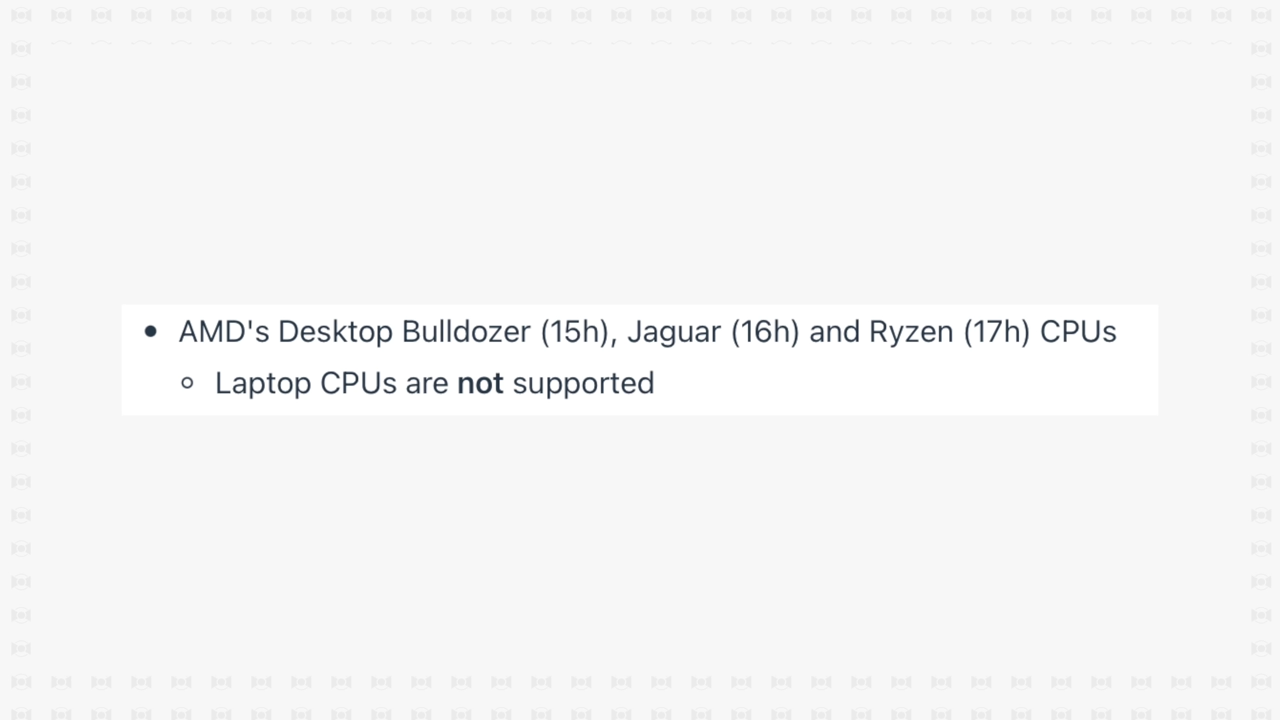 AMD's Desktop Bulldozer (15h), Jaguar (16h) and Ryzen (17h) CPUs
Laptop CPUs are not supported